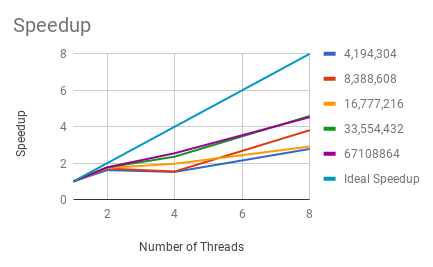 Speedup
8
6
4
2
0
2 4 6 8
Speedup
Number of Threads
4,194,304
8,388,608
16,777,216
33,554,432
67108864
Ideal Speedup